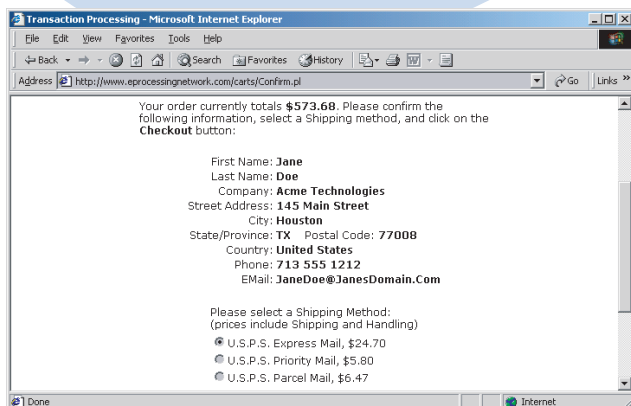 Transaction Processing - Microsoft Internet Explorer
File Edit View Favorites Tools Help
Back Search Favorites History
Address http://www.eprocessingnetwork.com/carts/Confirm.pl Go Links »
Your order currently totals $573.68. Please confirm the
following information, select a Shipping method, and click on the
Checkout button:
First Name: Jane
Last Name: Doe
Company: Acme Technologies
Street Address: 145 Main Street
City: Houston
State/Province: TX Postal Code: 77008
Country: United States
Phone: 713 555 1212
EMail: JaneDoe@JanesDomain.Com
Please select a Shipping Method:
(prices include Shipping and Handling)
U.S.P.S. Express Mail, $24.70
U.S.P.S. Priority Mail, $5.80
U.S.P.S. Parcel Mail, $6.47
Done Internet